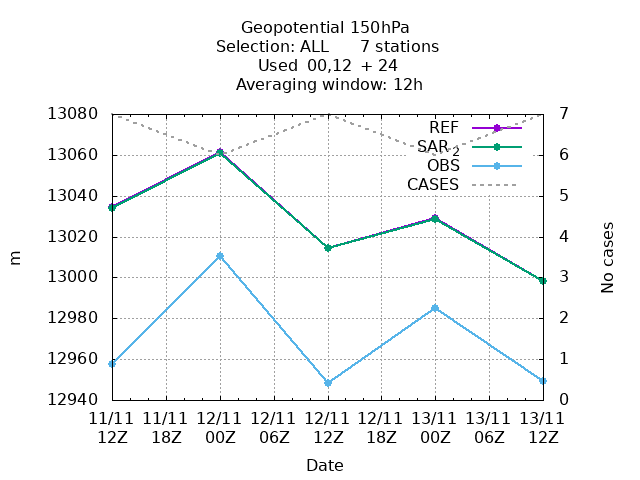 Geopotential 150hPa
Selection: ALL      7 stations
Used  00,12  + 24
Averaging window: 12h
13080
13060
13040
13020
13000
12980
12960
12940
7
6
5
4
3
2
1
0
REF
SAR 2
OBS
CASES
m
No cases
11/11 11/11 12/11 12/11 12/11 12/11 13/11 13/11 13/11
12Z 18Z 00Z 06Z 12Z 18Z 00Z 06Z 12Z
Date